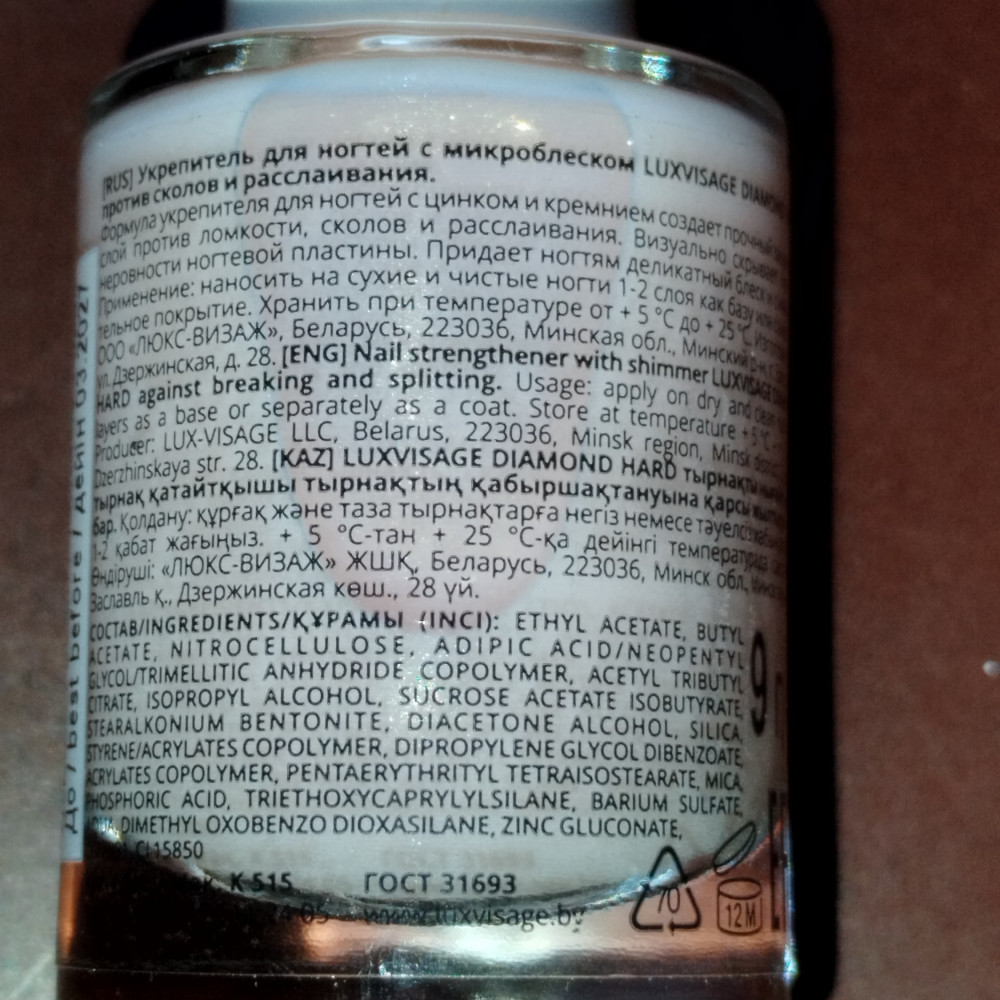 [RUS] Укрепитель для ногтей с микроблеском LUXVISAGE DIAMOND
против сколов и расслаивания.
Формула укрепителя для ногтей с цинком и кремнием создает прочный
слой против ломкости, сколов и расслаивания. Визуально скрывает
неровности ногтевой пластины. Придает ногтям деликатный блеск и
Применение: наносить на сухие и чистые ногти 1-2 слоя как базу или
тельное покрытие. Хранить при температуре от + 5 °C до + 25 °C.
ООО «ЛЮКС-ВИЗАЖ», Беларусь, 223036, Минская обл., Минский р-н, г.
ул. Дзержинская, д. 28. [ENG] Nail strengthener with shimmer LUXVISAGE
HARD against breaking and splitting. Usage: apply on dry and clean
layers as a base or separately as a coat. Store at temperature + 5 °C
Producer: LUX-VISAGE LLC, Belarus, 223036, Minsk region, Minsk
Dzerzhinskaya str. 28. [KAZ] LUXVISAGE DIAMOND HARD тырнақты
тырнақ қатайтқышы тырнақтың қабыршақтануына қарсы
бар. Қолдану: құрғақ және таза тырнақтарға негіз немесе
1-2 қабат жағыңыз. + 5 °C-тан + 25 °C-қа дейінгі температурада
Өндіруші: «ЛЮКС-ВИЗАЖ» ЖШҚ, Беларусь, 223036, Минск обл.,
Заславль қ., Дзержинская көш., 28 үй.
СОСТАВ/INGREDIENTS/ҚҰРАМЫ (INCI): ETHYL ACETATE, BUTYL
ACETATE, NITROCELLULOSE, ADIPIC ACID/NEOPENTYL
GLYCOL/TRIMELLITIC ANHYDRIDE COPOLYMER, ACETYL TRIBUTYL
CITRATE, ISOPROPYL ALCOHOL, SUCROSE ACETATE ISOBUTYRATE,
STEARALKONIUM BENTONITE, DIACETONE ALCOHOL, SILICA,
STYRENE/ACRYLATES COPOLYMER, DIPROPYLENE GLYCOL DIBENZOATE,
ACRYLATES COPOLYMER, PENTAERYTHRITYL TETRAISOSTEARATE, MICA,
PHOSPHORIC ACID, TRIETHOXYCAPRYLYLSILANE, BARIUM SULFATE,
AQUA, DIMETHYL OXOBENZO DIOXASILANE, ZINC GLUCONATE,
CI 15850
К 515 ГОСТ 31693
05 www.luxvisage.by
70
12 M
9
До / best before / дейін 03.2027